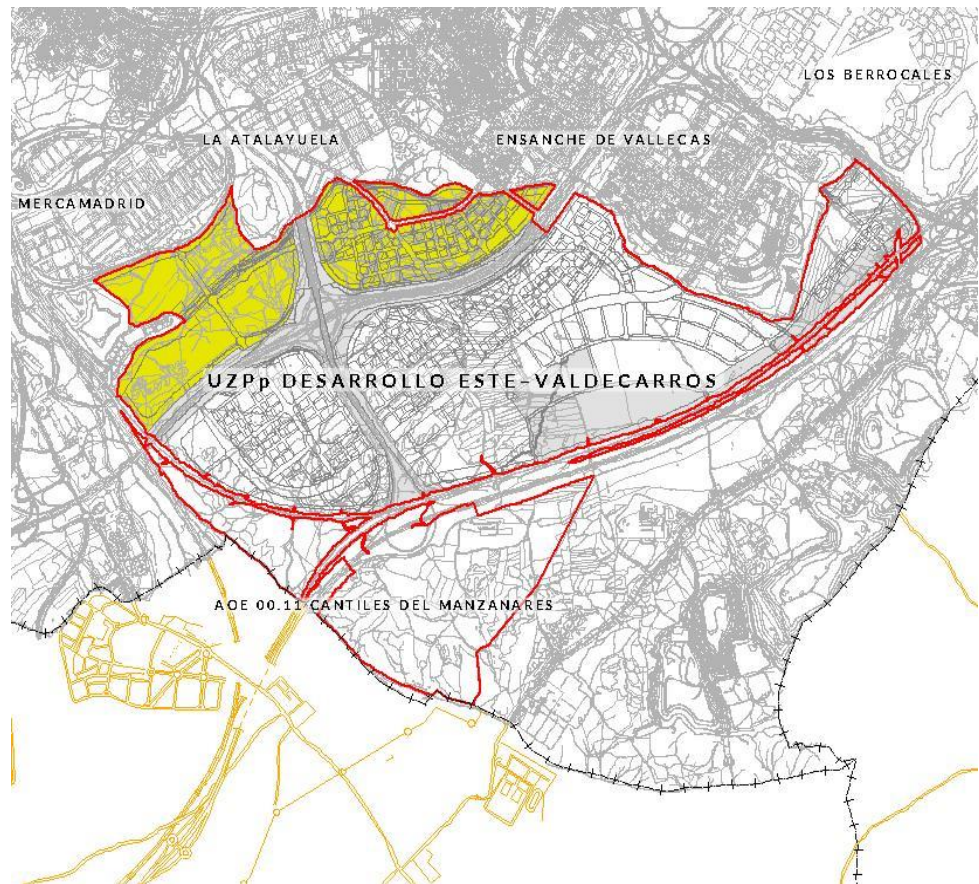 LOS BERROCALES
LA ATALAYUELA
ENSANCHE DE VALLECAS
MERCAMADRID
UZPp DESARROLLO ESTE-VALDECARROS
AOE 00.11 CANTILES DEL MANZANARES